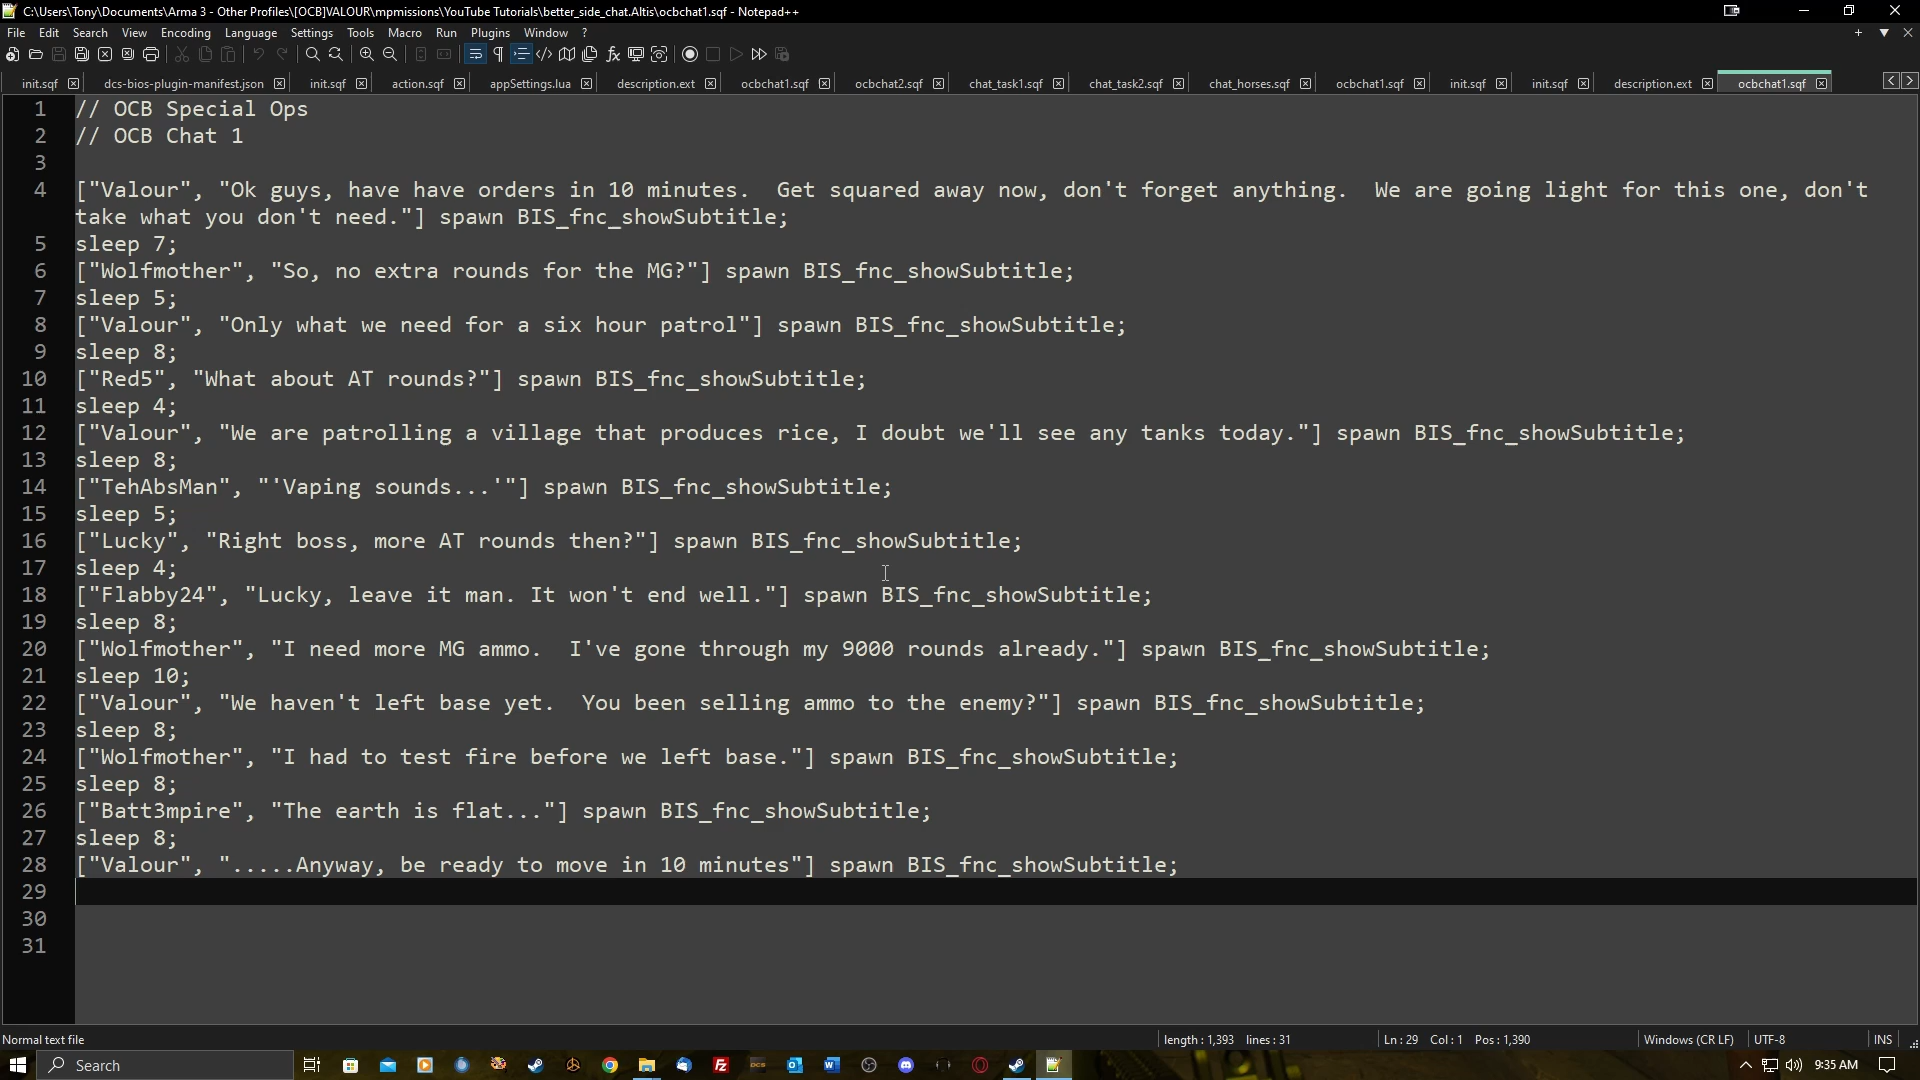 C:\Users\Tony\Documents\Arma 3 - Other Profiles\[OCB]VALOUR\mpmissions\YouTube Tutorials\better_side_chat.Altis\ocbchat1.sqf - Notepad++
File Edit Search View Encoding Language Settings Tools Macro Run Plugins Window ?
init.sqf dcs-bios-plugin-manifest.json init.sqf action.sqf appSettings.lua description.ext ocbchat1.sqf ocbchat2.sqf chat_task1.sqf chat_task2.sqf chat_horses.sqf ocbchat1.sqf init.sqf init.sqf description.ext ocbchat1.sqf
1 // OCB Special Ops
2 // OCB Chat 1
3
4 ["Valour", "Ok guys, have have orders in 10 minutes.  Get squared away now, don't forget anything.  We are going light for this one, don't
take what you don't need."] spawn BIS_fnc_showSubtitle;
5 sleep 7;
6 ["Wolfmother", "So, no extra rounds for the MG?"] spawn BIS_fnc_showSubtitle;
7 sleep 5;
8 ["Valour", "Only what we need for a six hour patrol"] spawn BIS_fnc_showSubtitle;
9 sleep 8;
10 ["Red5", "What about AT rounds?"] spawn BIS_fnc_showSubtitle;
11 sleep 4;
12 ["Valour", "We are patrolling a village that produces rice, I doubt we'll see any tanks today."] spawn BIS_fnc_showSubtitle;
13 sleep 8;
14 ["TehAbsMan", "'Vaping sounds...'"] spawn BIS_fnc_showSubtitle;
15 sleep 5;
16 ["Lucky", "Right boss, more AT rounds then?"] spawn BIS_fnc_showSubtitle;
17 sleep 4;
18 ["Flabby24", "Lucky, leave it man. It won't end well."] spawn BIS_fnc_showSubtitle;
19 sleep 8;
20 ["Wolfmother", "I need more MG ammo.  I've gone through my 9000 rounds already."] spawn BIS_fnc_showSubtitle;
21 sleep 10;
22 ["Valour", "We haven't left base yet.  You been selling ammo to the enemy?"] spawn BIS_fnc_showSubtitle;
23 sleep 8;
24 ["Wolfmother", "I had to test fire before we left base."] spawn BIS_fnc_showSubtitle;
25 sleep 8;
26 ["Batt3mpire", "The earth is flat..."] spawn BIS_fnc_showSubtitle;
27 sleep 8;
28 ["Valour", ".....Anyway, be ready to move in 10 minutes"] spawn BIS_fnc_showSubtitle;
29
30
31
Normal text file length : 1,393 lines : 31 Ln : 29 Col : 1 Pos : 1,390 Windows (CR LF) UTF-8 INS
Search 9:35 AM